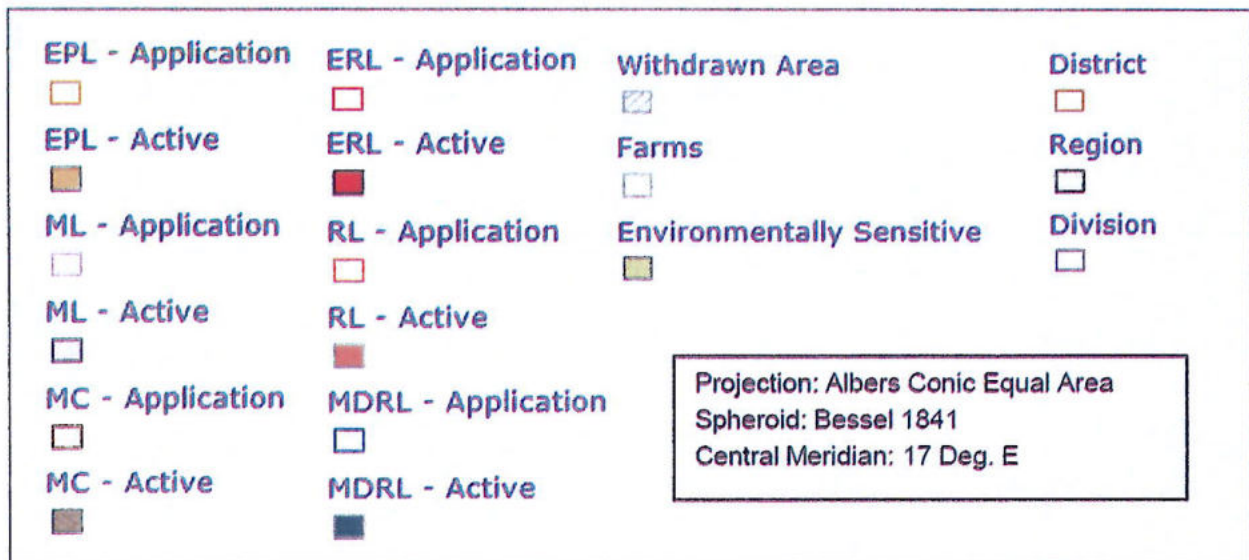 EPL - Application
EPL - Active
ML - Application
ML - Active
MC - Application
MC - Active
ERL - Application
ERL - Active
RL - Application
RL - Active
MDRL - Application
MDRL - Active
Withdrawn Area
Farms
Environmentally Sensitive
District
Region
Division
Projection: Albers Conic Equal Area
Spheroid: Bessel 1841
Central Meridian: 17 Deg. E